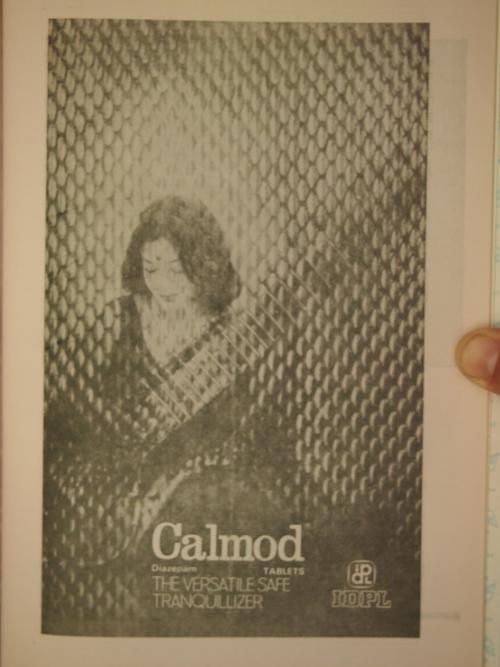 Calmod
Diazepam TABLETS
THE VERSATILE SAFE
TRANQUILLIZER
IDPL